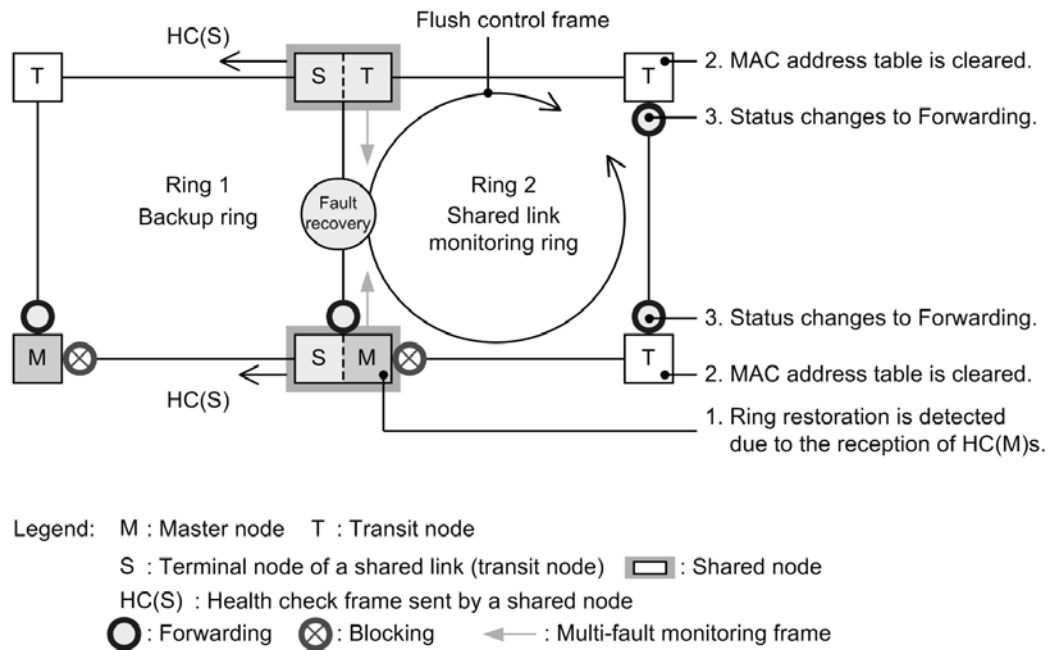 Flush control frame
HC(S)
T
S
T
T
2. MAC address table is cleared.
3. Status changes to Forwarding.
Ring 1
Backup ring
Fault
recovery
Ring 2
Shared link
monitoring ring
3. Status changes to Forwarding.
M
S
M
T
2. MAC address table is cleared.
HC(S)
1. Ring restoration is detected
due to the reception of HC(M)s.
Legend: M : Master node T : Transit node
S : Terminal node of a shared link (transit node) : Shared node
HC(S) : Health check frame sent by a shared node
: Forwarding : Blocking : Multi-fault monitoring frame